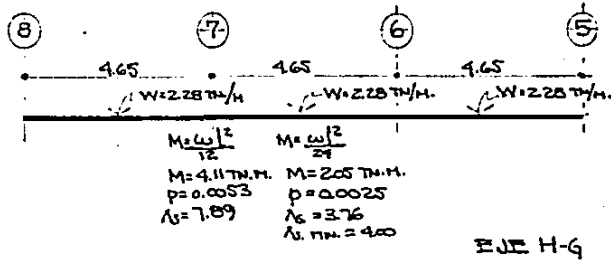 8 7 6 5
4.65 4.65 4.65
W=2.28 TN/M W=2.28 TN/M. W=2.28 TN/M
M=ωl²/12 M=ωl²/24
M=4.11 TN.M. M=2.05 TN.M.
p=0.0053 p=0.0025
As=7.89 As=3.76
As. MN.=4.00
EJE H-G